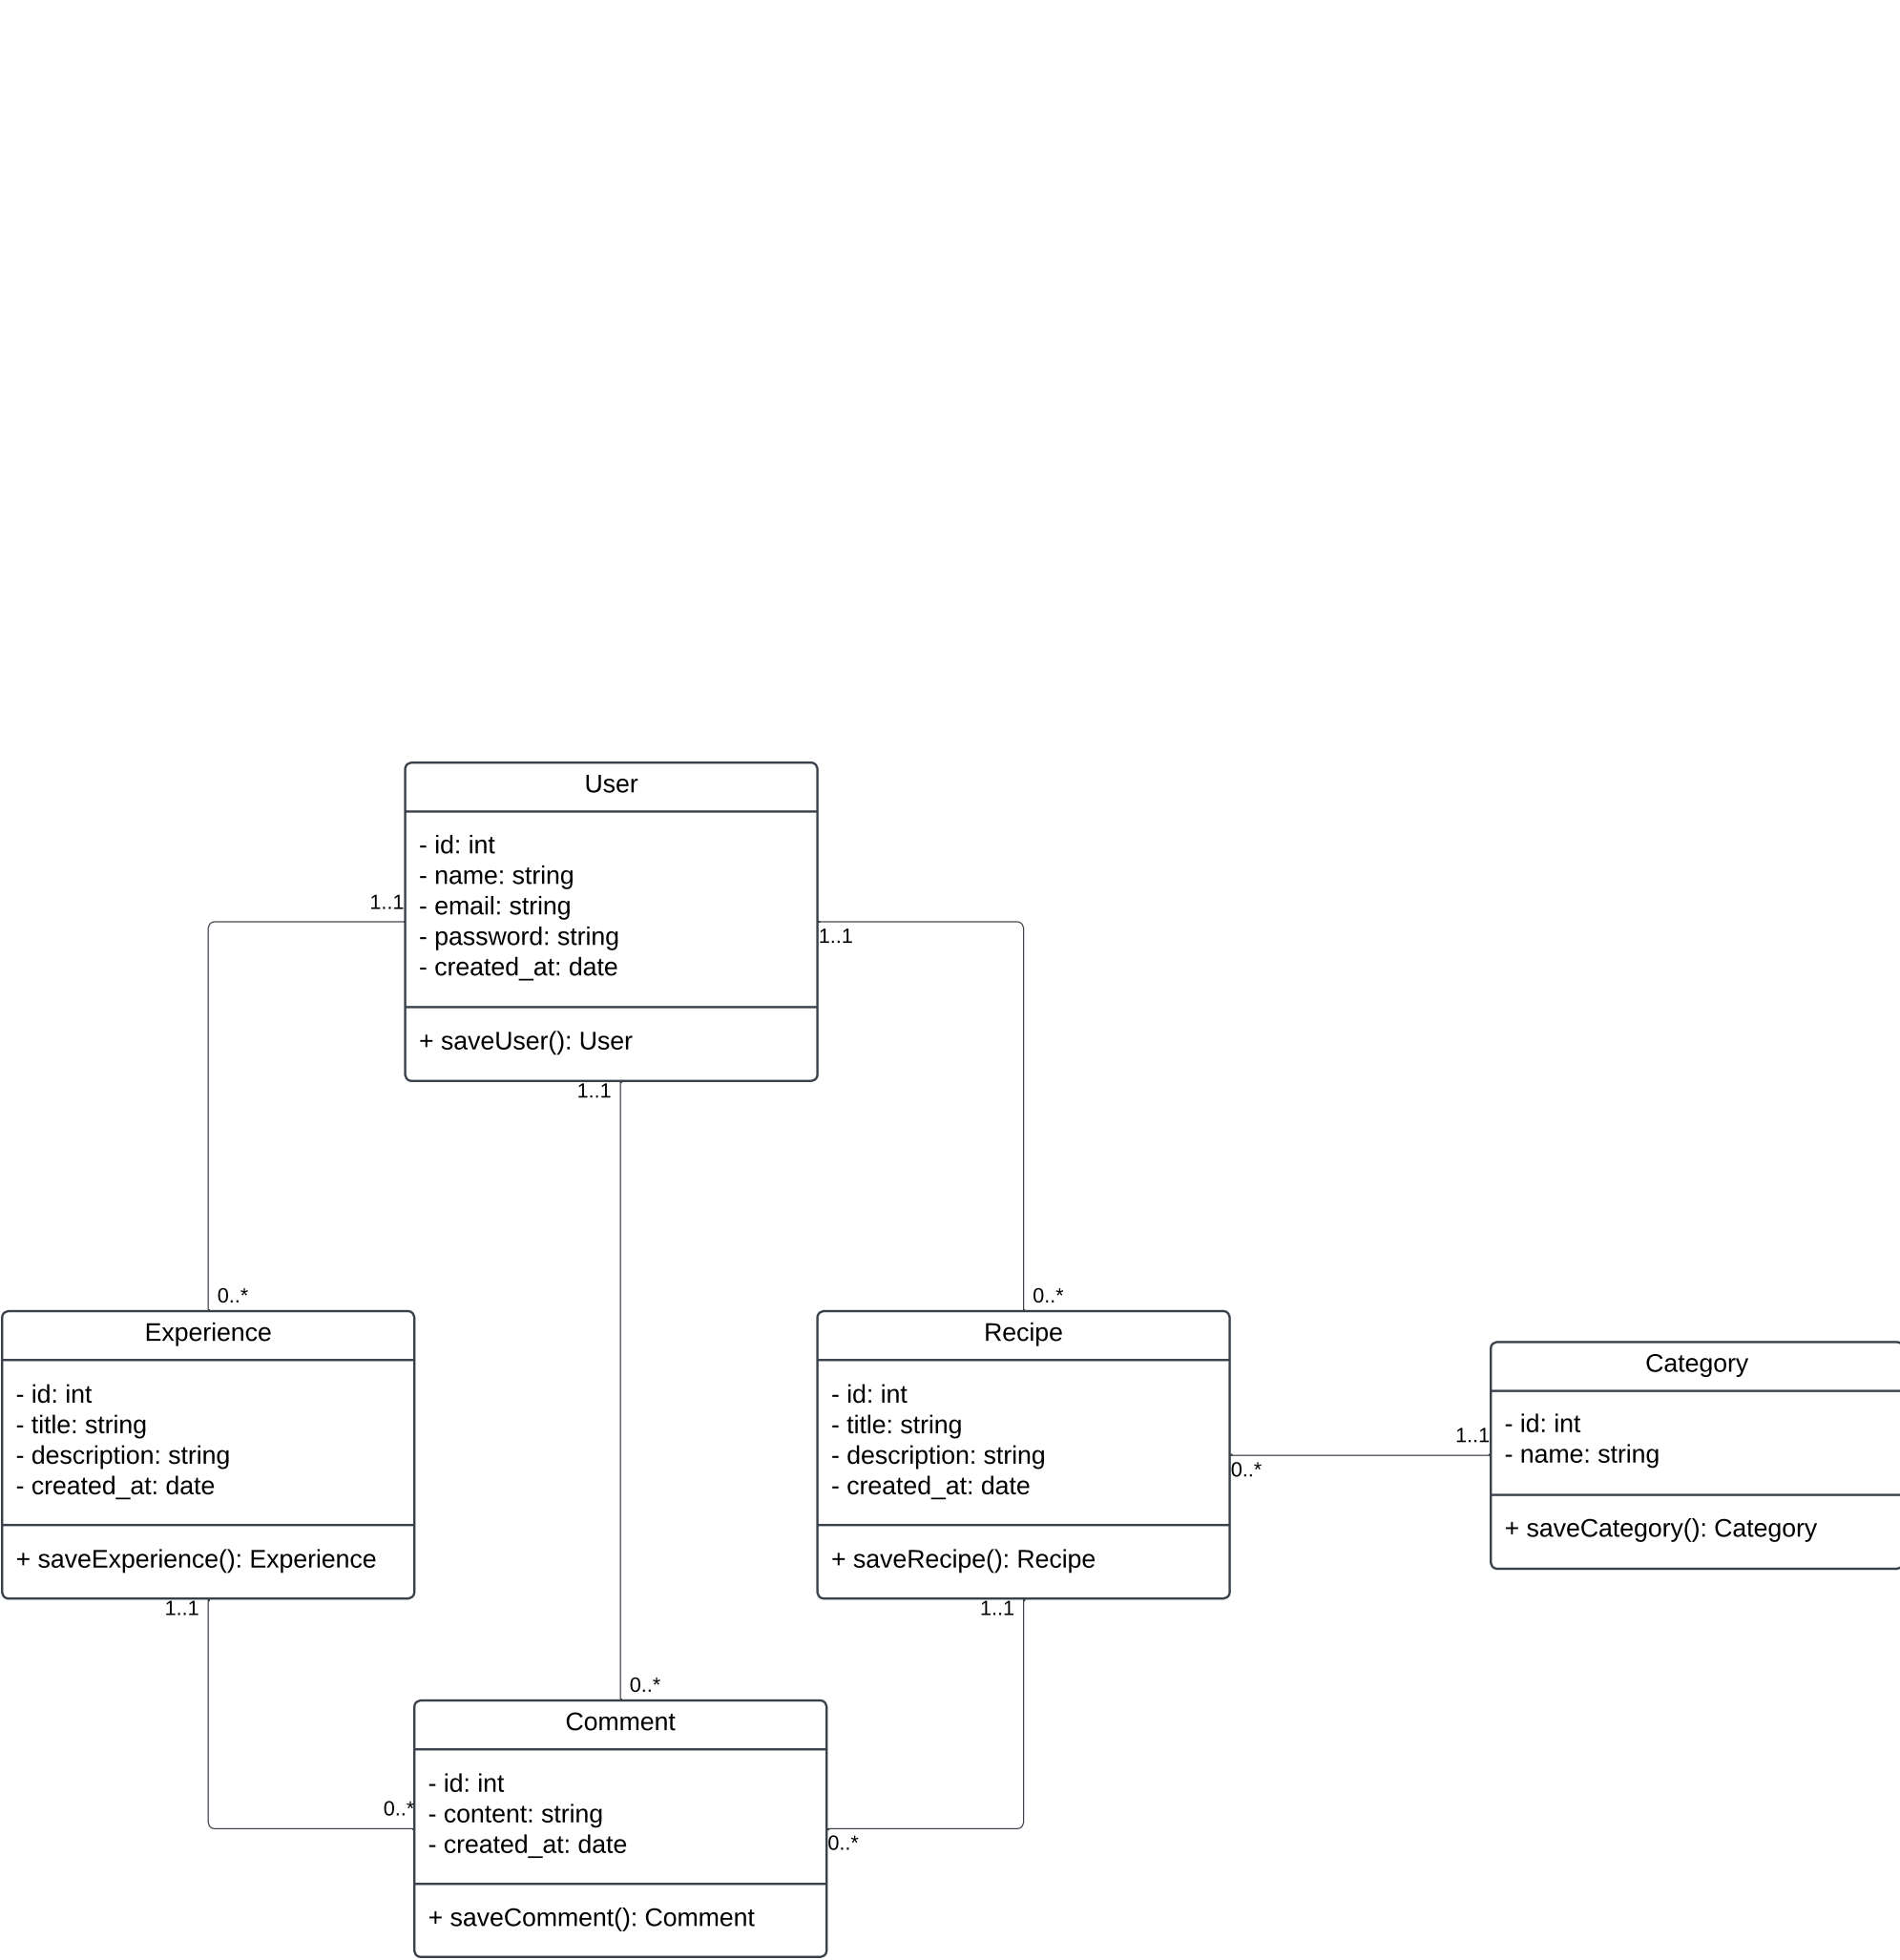 User
- id: int
- name: string
- email: string
- password: string
- created_at: date
+ saveUser(): User
1..1
1..1
1..1
0..*
0..*
Experience
- id: int
- title: string
- description: string
- created_at: date
+ saveExperience(): Experience
Recipe
- id: int
- title: string
- description: string
- created_at: date
+ saveRecipe(): Recipe
0..*
1..1
Category
- id: int
- name: string
+ saveCategory(): Category
1..1
1..1
0..*
0..*
0..*
Comment
- id: int
- content: string
- created_at: date
+ saveComment(): Comment